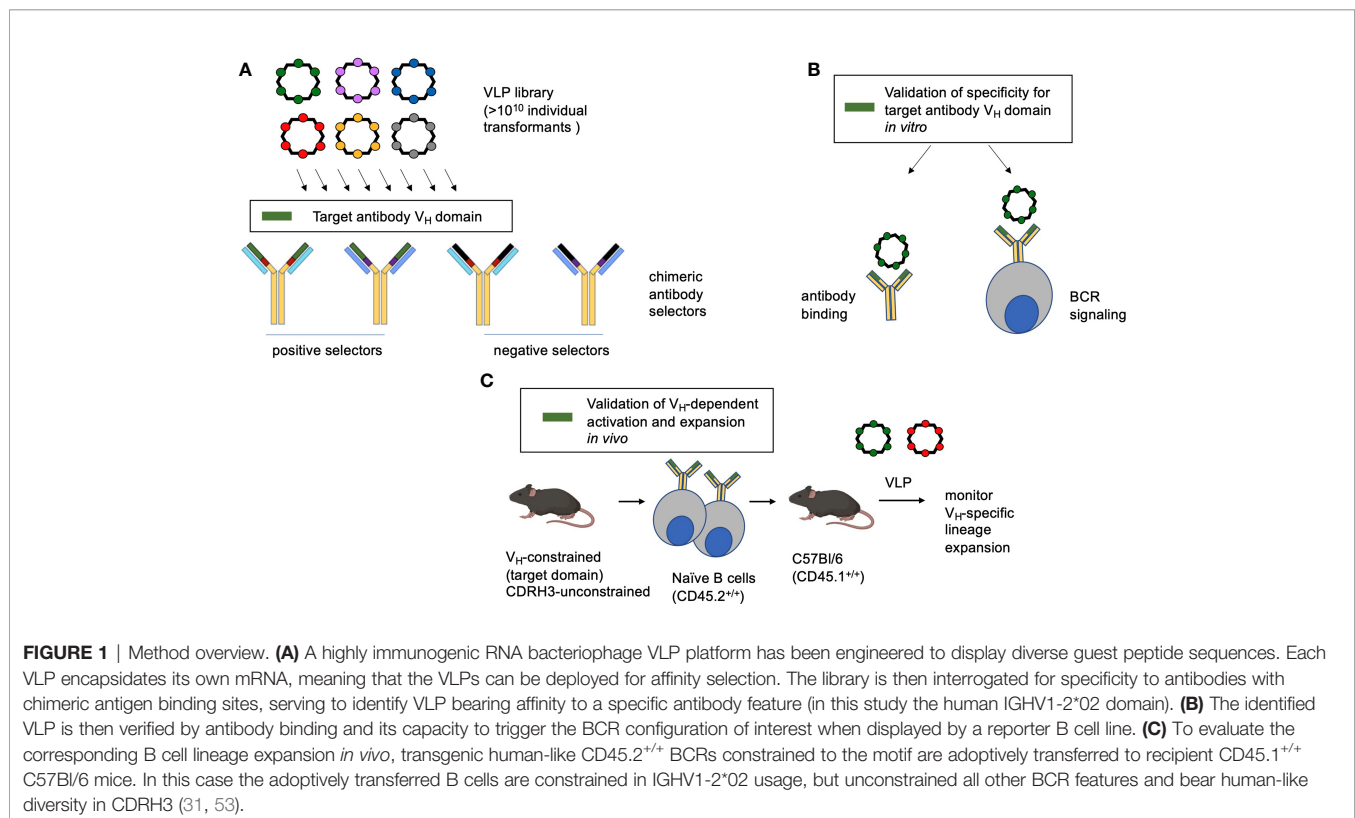 A
VLP library
(>10¹⁰ individual
transformants )
Target antibody VH domain
chimeric
antibody
selectors
positive selectors
negative selectors
B
Validation of specificity for
target antibody VH domain
in vitro
antibody
binding
BCR
signaling
C
Validation of VH-dependent
activation and expansion
in vivo
VH-constrained
(target domain)
CDRH3-unconstrained
Naïve B cells
(CD45.2+/+)
C57Bl/6
(CD45.1+/+)
VLP
monitor
VH-specific
lineage
expansion
FIGURE 1 | Method overview. (A) A highly immunogenic RNA bacteriophage VLP platform has been engineered to display diverse guest peptide sequences. Each
VLP encapsidates its own mRNA, meaning that the VLPs can be deployed for affinity selection. The library is then interrogated for specificity to antibodies with
chimeric antigen binding sites, serving to identify VLP bearing affinity to a specific antibody feature (in this study the human IGHV1-2*02 domain). (B) The identified
VLP is then verified by antibody binding and its capacity to trigger the BCR configuration of interest when displayed by a reporter B cell line. (C) To evaluate the
corresponding B cell lineage expansion in vivo, transgenic human-like CD45.2+/+ BCRs constrained to the motif are adoptively transferred to recipient CD45.1+/+
C57Bl/6 mice. In this case the adoptively transferred B cells are constrained in IGHV1-2*02 usage, but unconstrained all other BCR features and bear human-like
diversity in CDRH3 (31, 53).